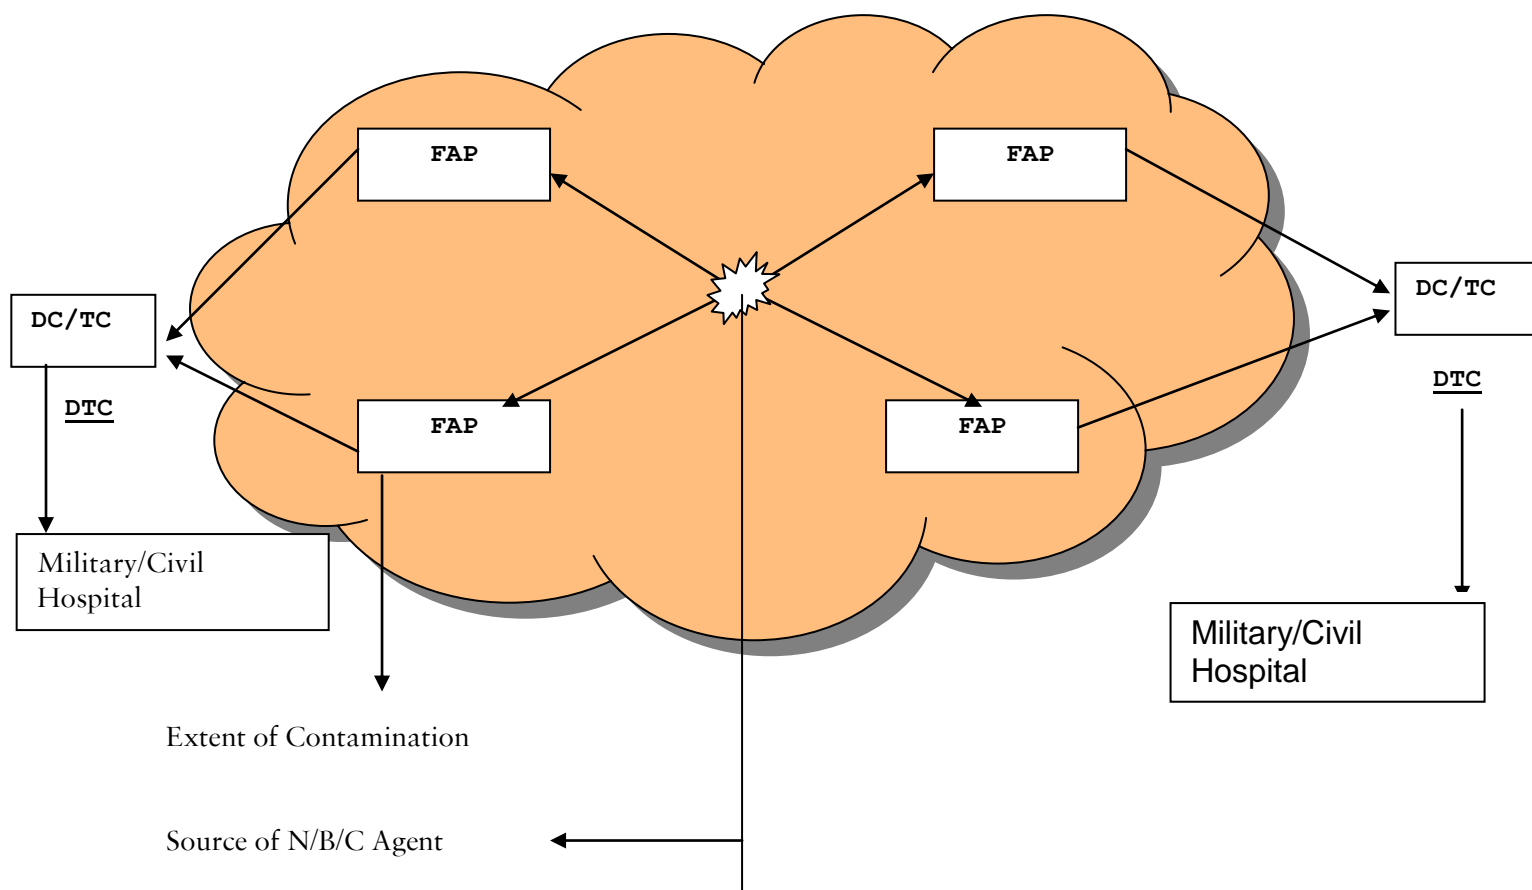 FAP
FAP
DC/TC
DC/TC
DTC
DTC
FAP
FAP
Military/Civil
Hospital
Military/Civil
Hospital
Extent of Contamination
Source of N/B/C Agent